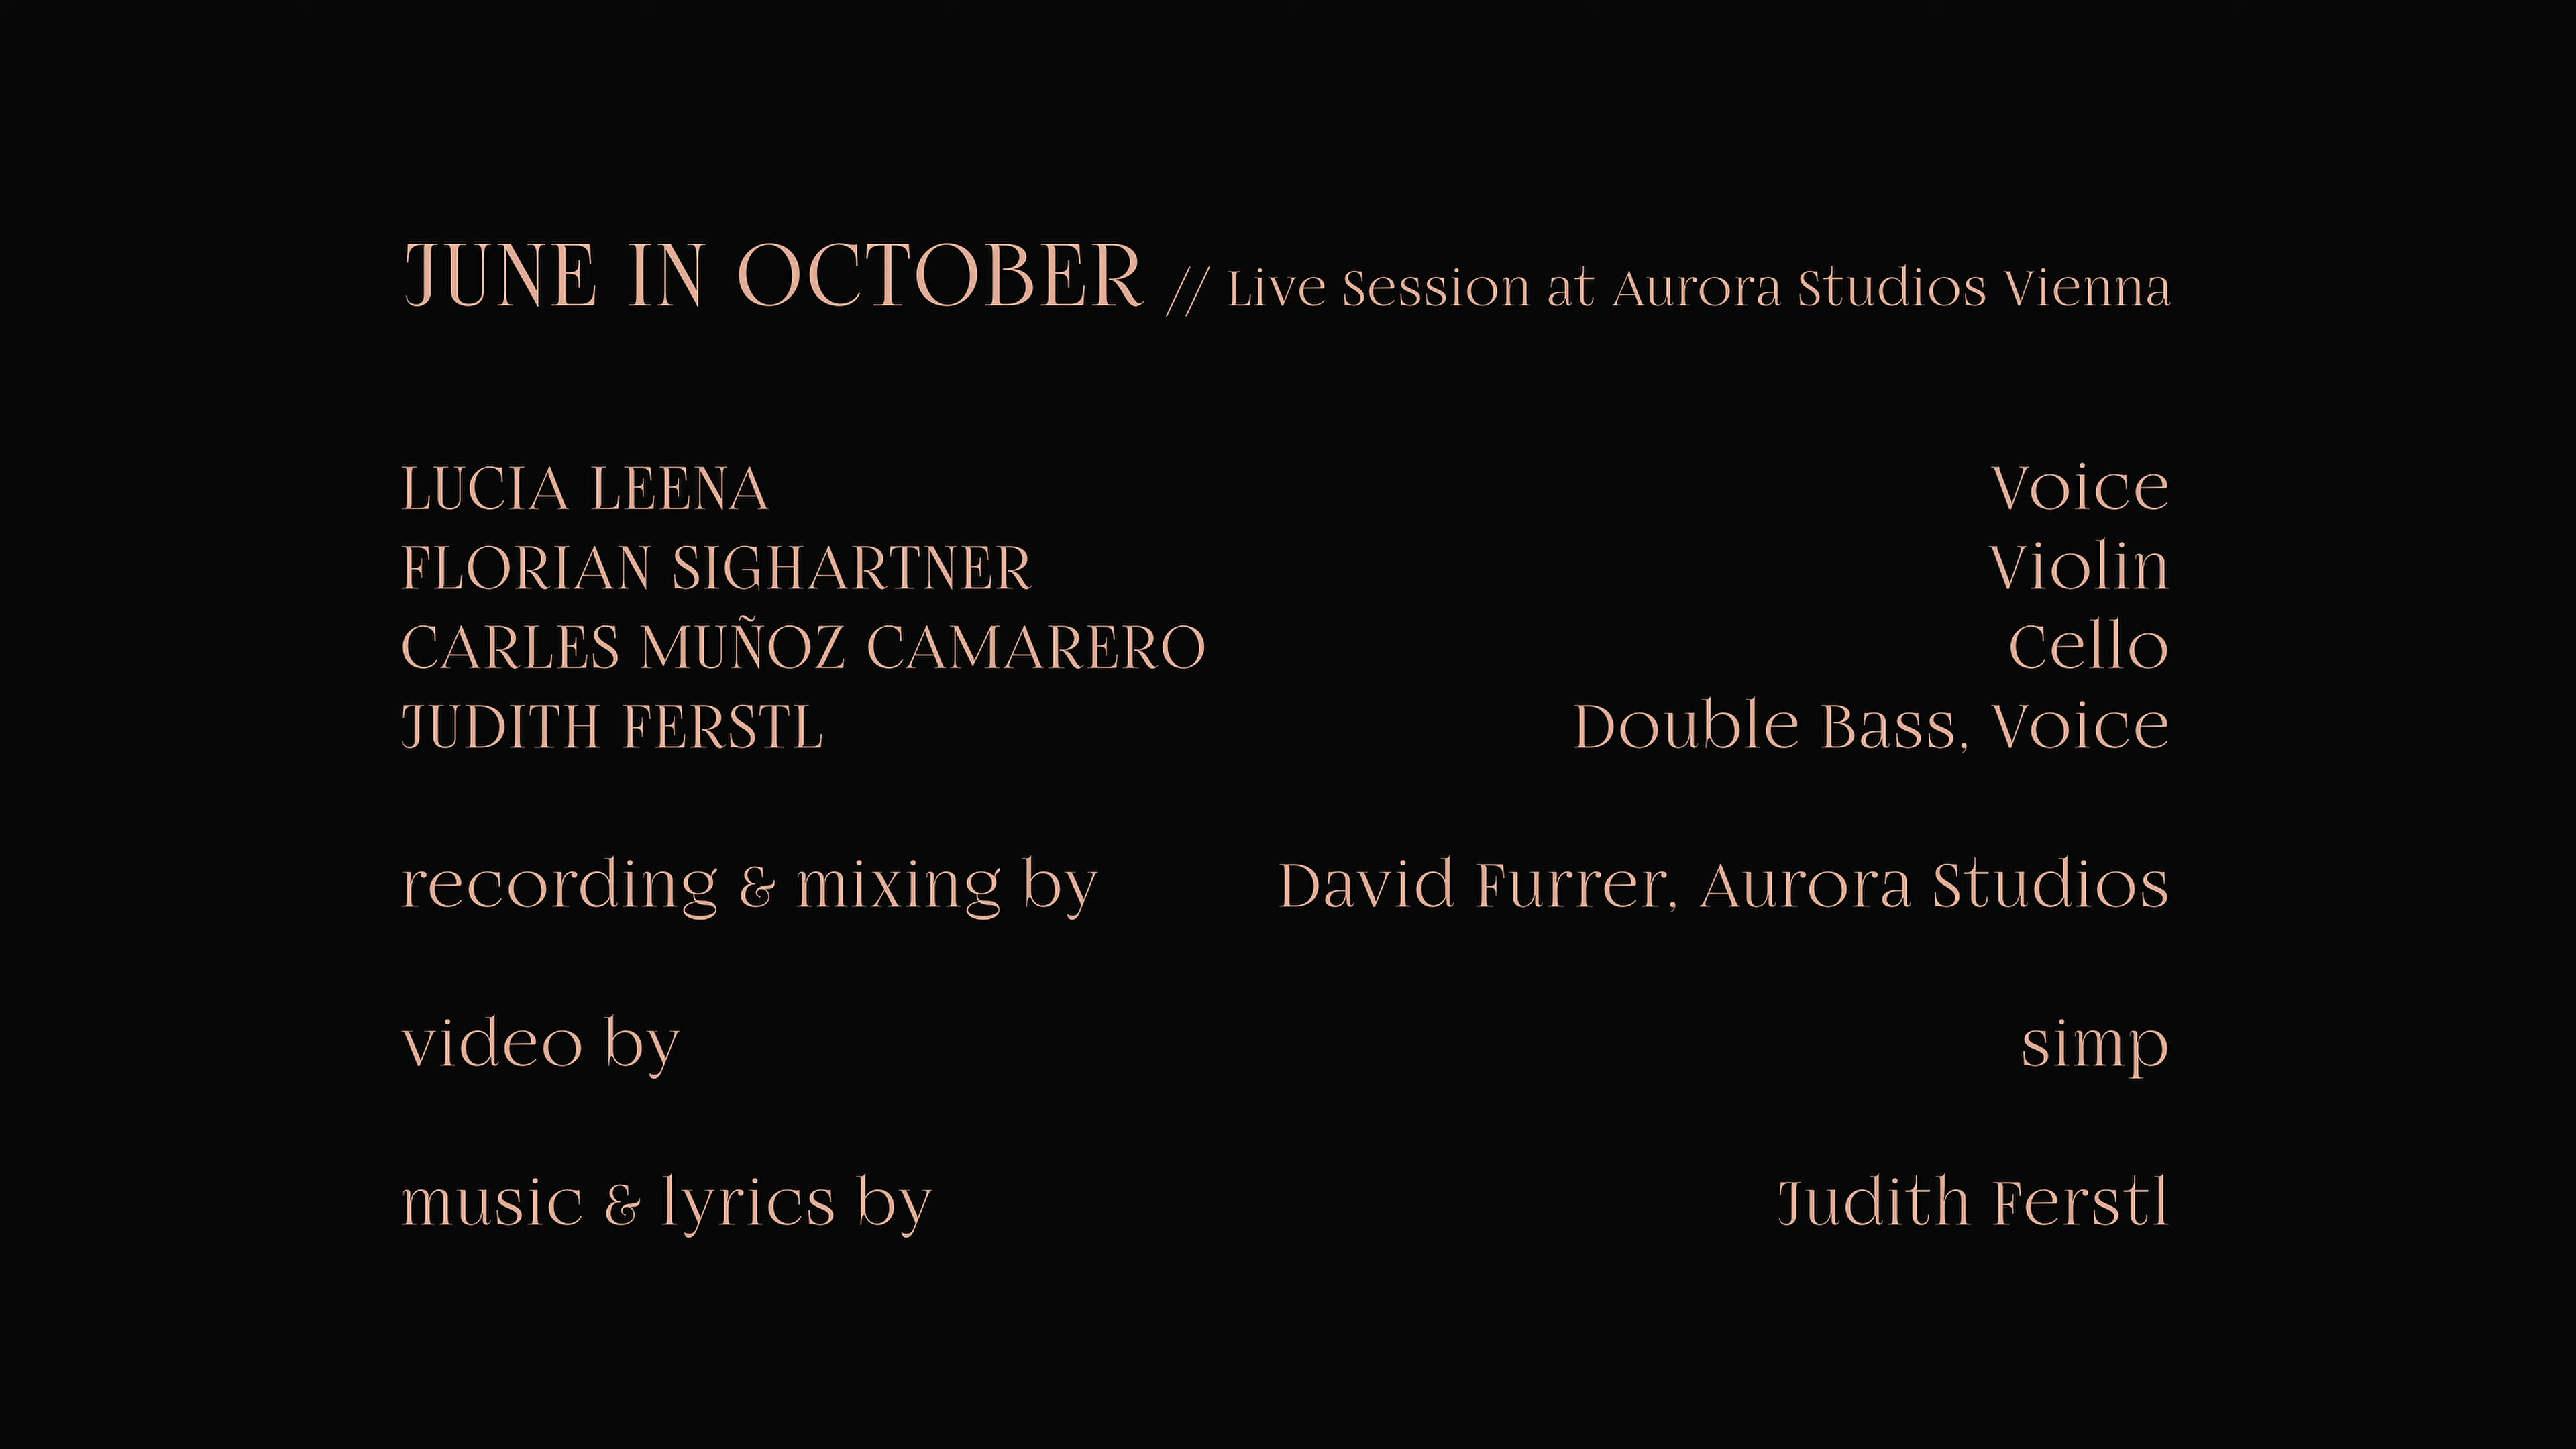 JUNE IN OCTOBER // Live Session at Aurora Studios Vienna
LUCIA LEENA Voice
FLORIAN SIGHARTNER Violin
CARLES MUÑOZ CAMARERO Cello
JUDITH FERSTL Double Bass, Voice
recording & mixing by David Furrer, Aurora Studios
video by simp
music & lyrics by Judith Ferstl